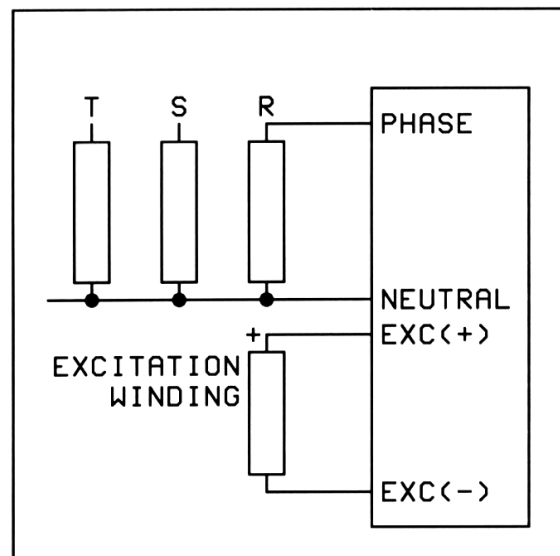 T S R
PHASE
NEUTRAL
+ EXC(+)
EXCITATION
WINDING
EXC(-)